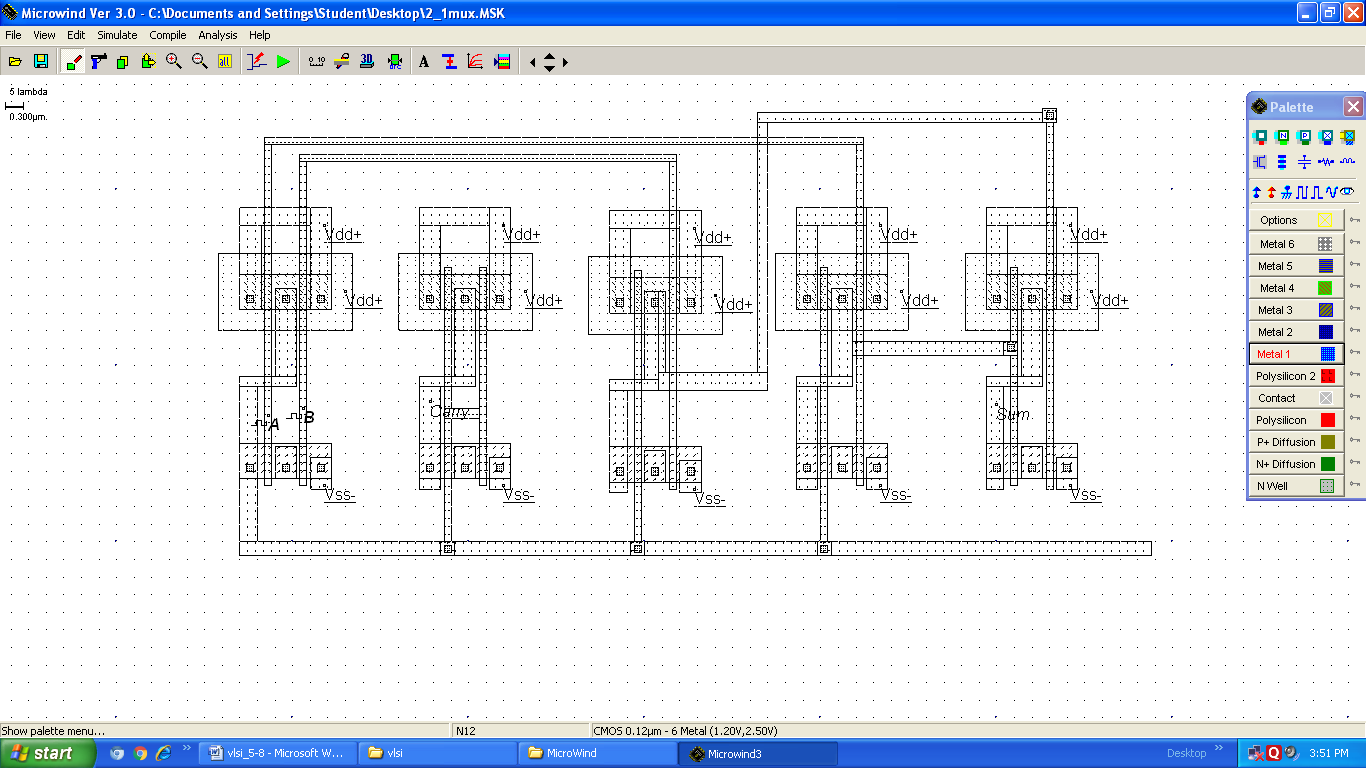 Microwind Ver 3.0 - C:\Documents and Settings\Student\Desktop\2_1mux.MSK
File View Edit Simulate Compile Analysis Help
0..10 3D DRC A
5 lambda
0.300µm.
Palette
Options
Metal 6
Metal 5
Metal 4
Metal 3
Metal 2
Metal 1
Polysilicon 2
Contact
Polysilicon
P+ Diffusion
N+ Diffusion
N Well
Vdd+ Vdd+ Vdd+ Vdd+ Vdd+
Vdd+ Vdd+ Vdd+ Vdd+ Vdd+
A B Carry Sum
Vss- Vss- Vss- Vss- Vss-
Show palette menu... N12 CMOS 0.12µm - 6 Metal (1.20V,2.50V)
start vlsi_5-8 - Microsoft W... vlsi MicroWind Microwind3 Desktop 3:51 PM